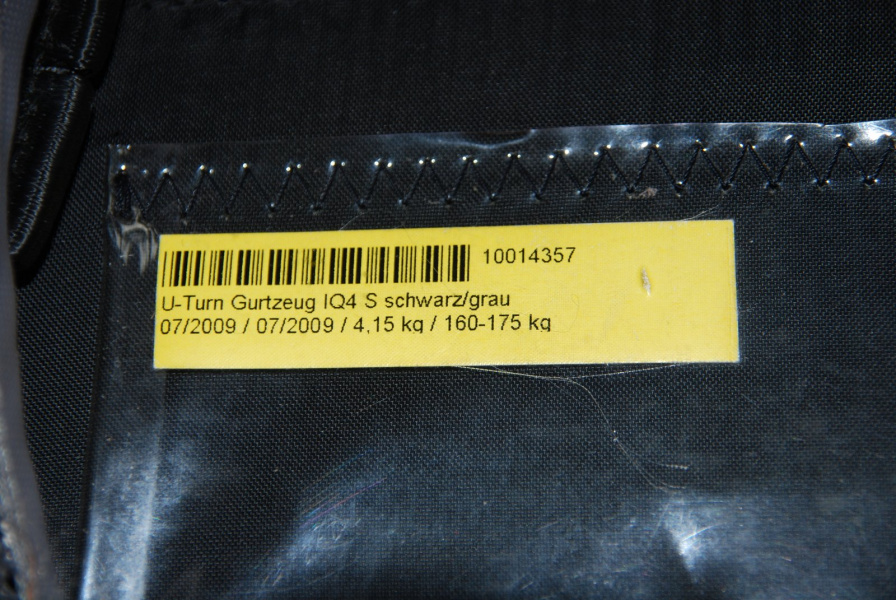 10014357
U-Turn Gurtzeug IQ4 S schwarz/grau
07/2009 / 07/2009 / 4,15 kg / 160-175 kg